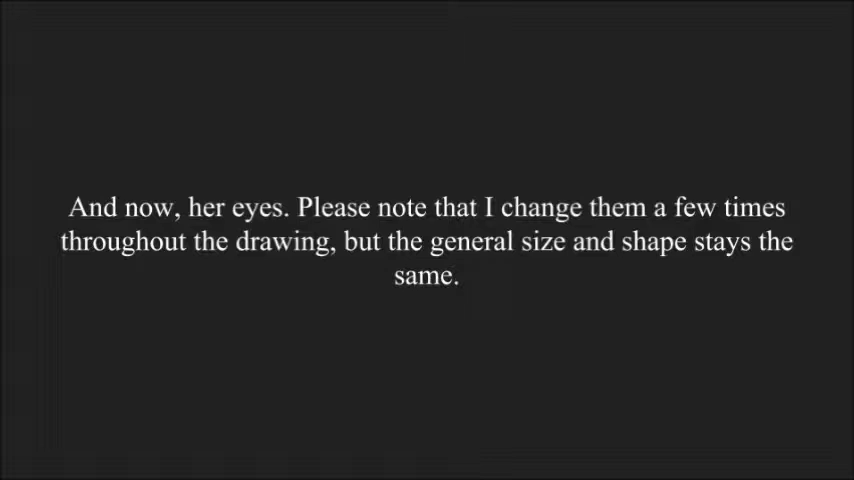 And now, her eyes. Please note that I change them a few times
throughout the drawing, but the general size and shape stays the
same.